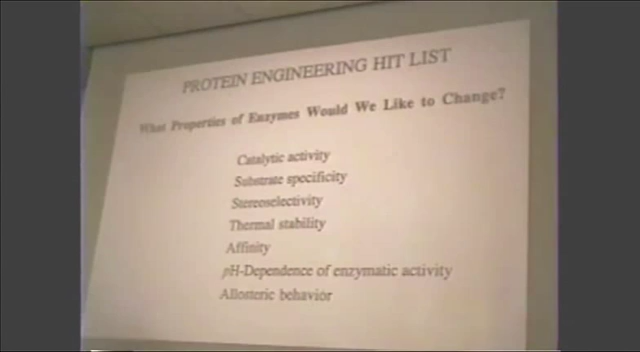 PROTEIN ENGINEERING HIT LIST
What Properties of Enzymes Would We Like to Change?
Catalytic activity
Substrate specificity
Stereoselectivity
Thermal stability
Affinity
pH-Dependence of enzymatic activity
Allosteric behavior